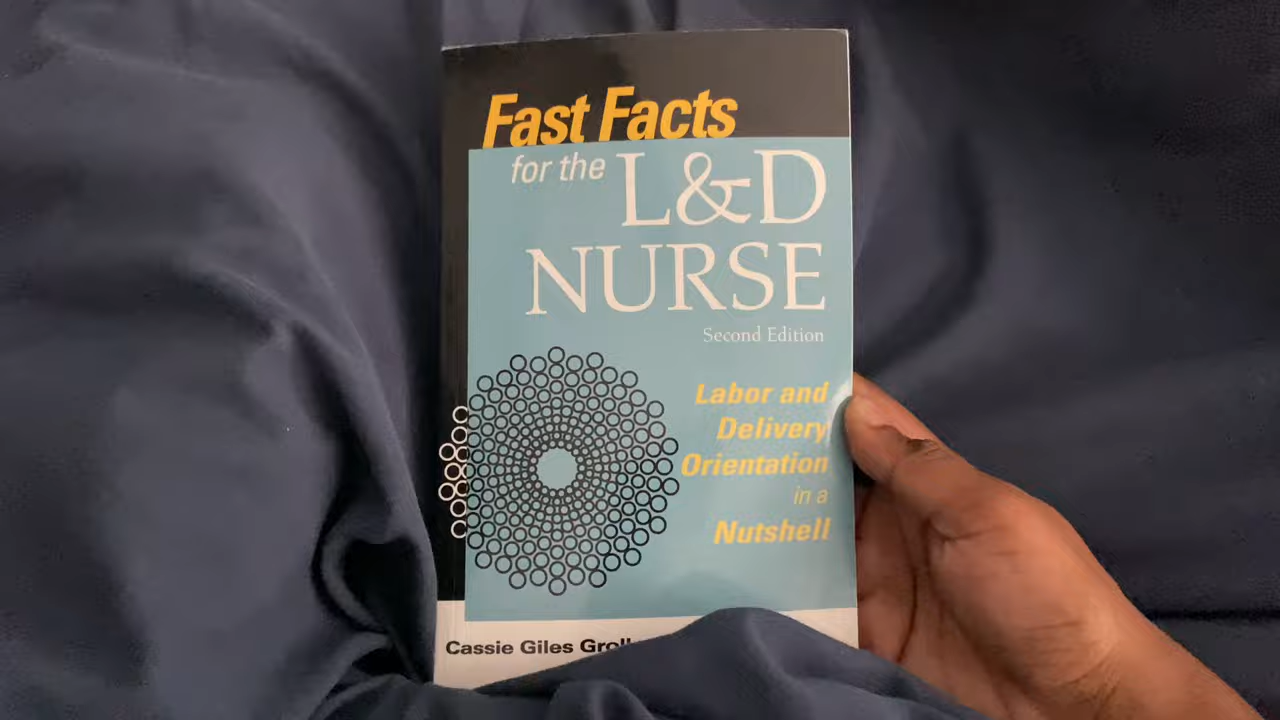 Fast Facts
for the L&D
NURSE
Second Edition
Labor and
Delivery
Orientation
in a
Nutshell
Cassie Giles